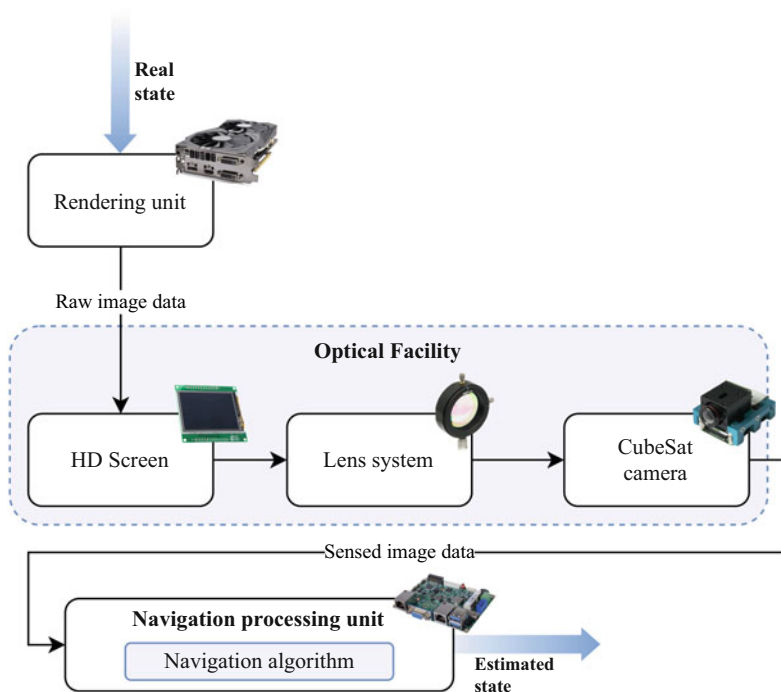 Real
state
Rendering unit
Raw image data
Optical Facility
HD Screen
Lens system
CubeSat
camera
Sensed image data
Navigation processing unit
Navigation algorithm
Estimated
state